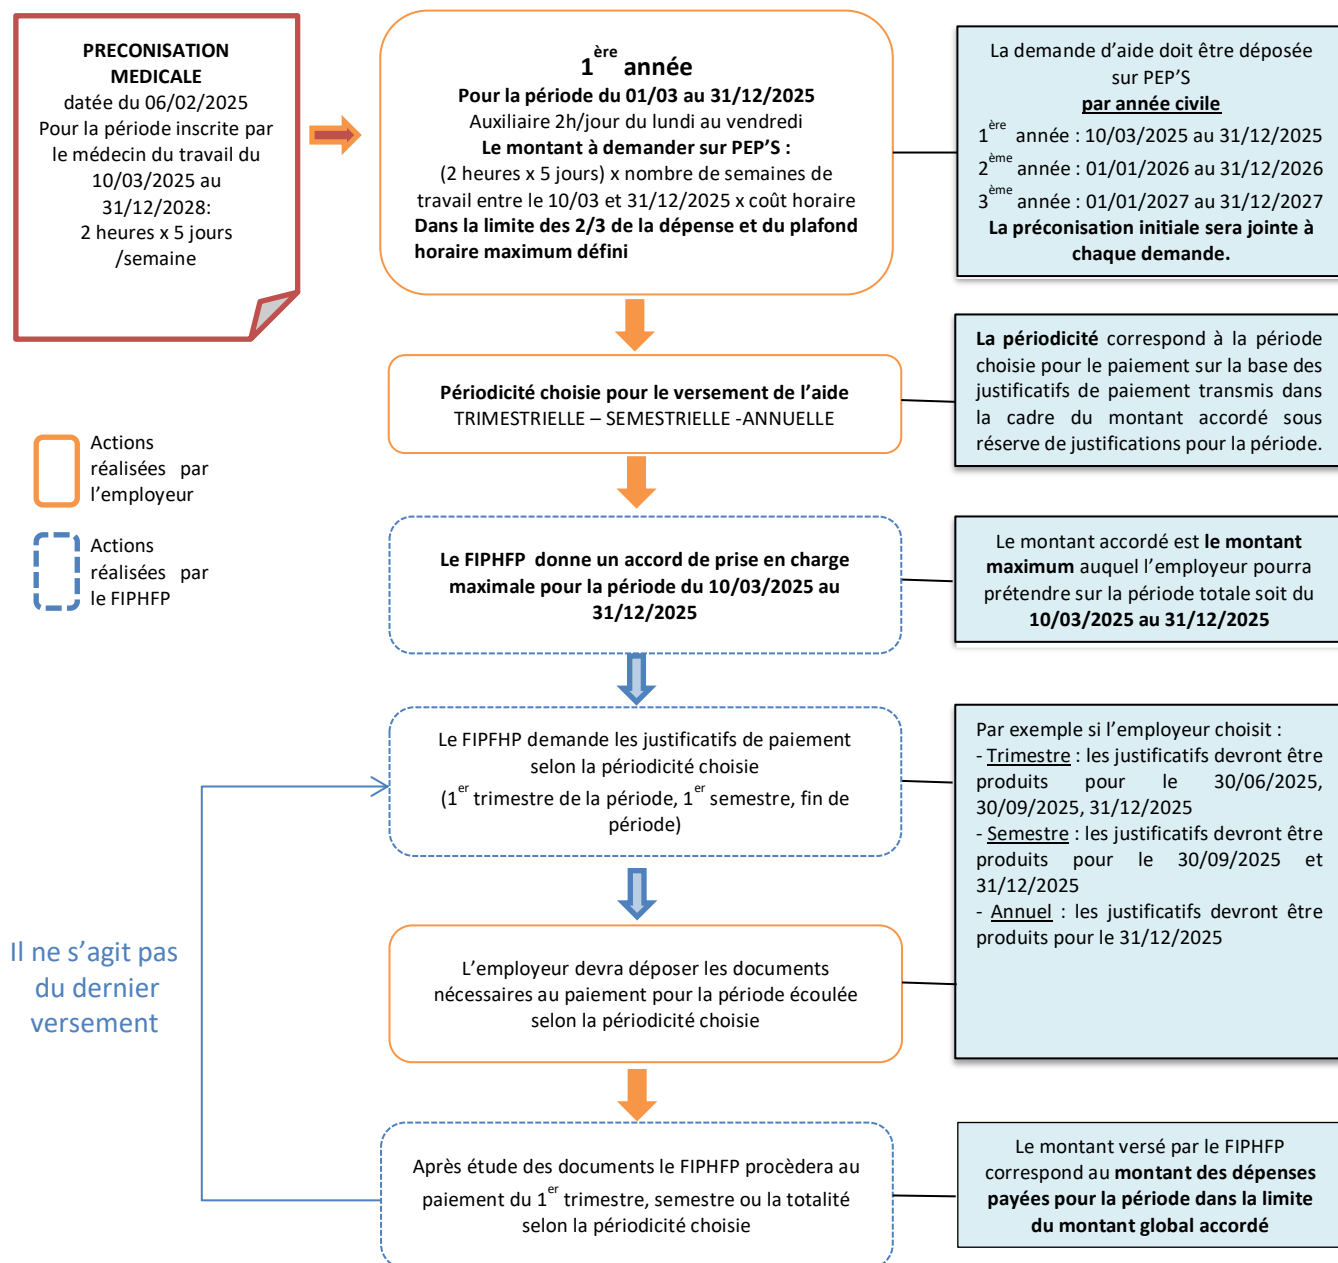 PRECONISATION
MEDICALE
datée du 06/02/2025
Pour la période inscrite par
le médecin du travail du
10/03/2025 au
31/12/2028:
2 heures x 5 jours
/semaine
1ère année
Pour la période du 01/03 au 31/12/2025
Auxiliaire 2h/jour du lundi au vendredi
Le montant à demander sur PEP’S :
(2 heures x 5 jours) x nombre de semaines de
travail entre le 10/03 et 31/12/2025 x coût horaire
Dans la limite des 2/3 de la dépense et du plafond
horaire maximum défini
La demande d’aide doit être déposée
sur PEP’S
par année civile
1ère année : 10/03/2025 au 31/12/2025
2ème année : 01/01/2026 au 31/12/2026
3ème année : 01/01/2027 au 31/12/2027
La préconisation initiale sera jointe à
chaque demande.
Périodicité choisie pour le versement de l’aide
TRIMESTRIELLE – SEMESTRIELLE -ANNUELLE
La périodicité correspond à la période
choisie pour le paiement sur la base des
justificatifs de paiement transmis dans
la cadre du montant accordé sous
réserve de justifications pour la période.
Actions
réalisées par
l’employeur
Actions
réalisées par
le FIPHFP
Le FIPHFP donne un accord de prise en charge
maximale pour la période du 10/03/2025 au
31/12/2025
Le montant accordé est le montant
maximum auquel l’employeur pourra
prétendre sur la période totale soit du
10/03/2025 au 31/12/2025
Le FIPFHP demande les justificatifs de paiement
selon la périodicité choisie
(1er trimestre de la période, 1er semestre, fin de
période)
Par exemple si l’employeur choisit :
- Trimestre : les justificatifs devront être
produits pour le 30/06/2025,
30/09/2025, 31/12/2025
- Semestre : les justificatifs devront être
produits pour le 30/09/2025 et
31/12/2025
- Annuel : les justificatifs devront être
produits pour le 31/12/2025
Il ne s’agit pas
du dernier
versement
L’employeur devra déposer les documents
nécessaires au paiement pour la période écoulée
selon la périodicité choisie
Après étude des documents le FIPHFP procèdera au
paiement du 1er trimestre, semestre ou la totalité
selon la périodicité choisie
Le montant versé par le FIPHFP
correspond au montant des dépenses
payées pour la période dans la limite
du montant global accordé